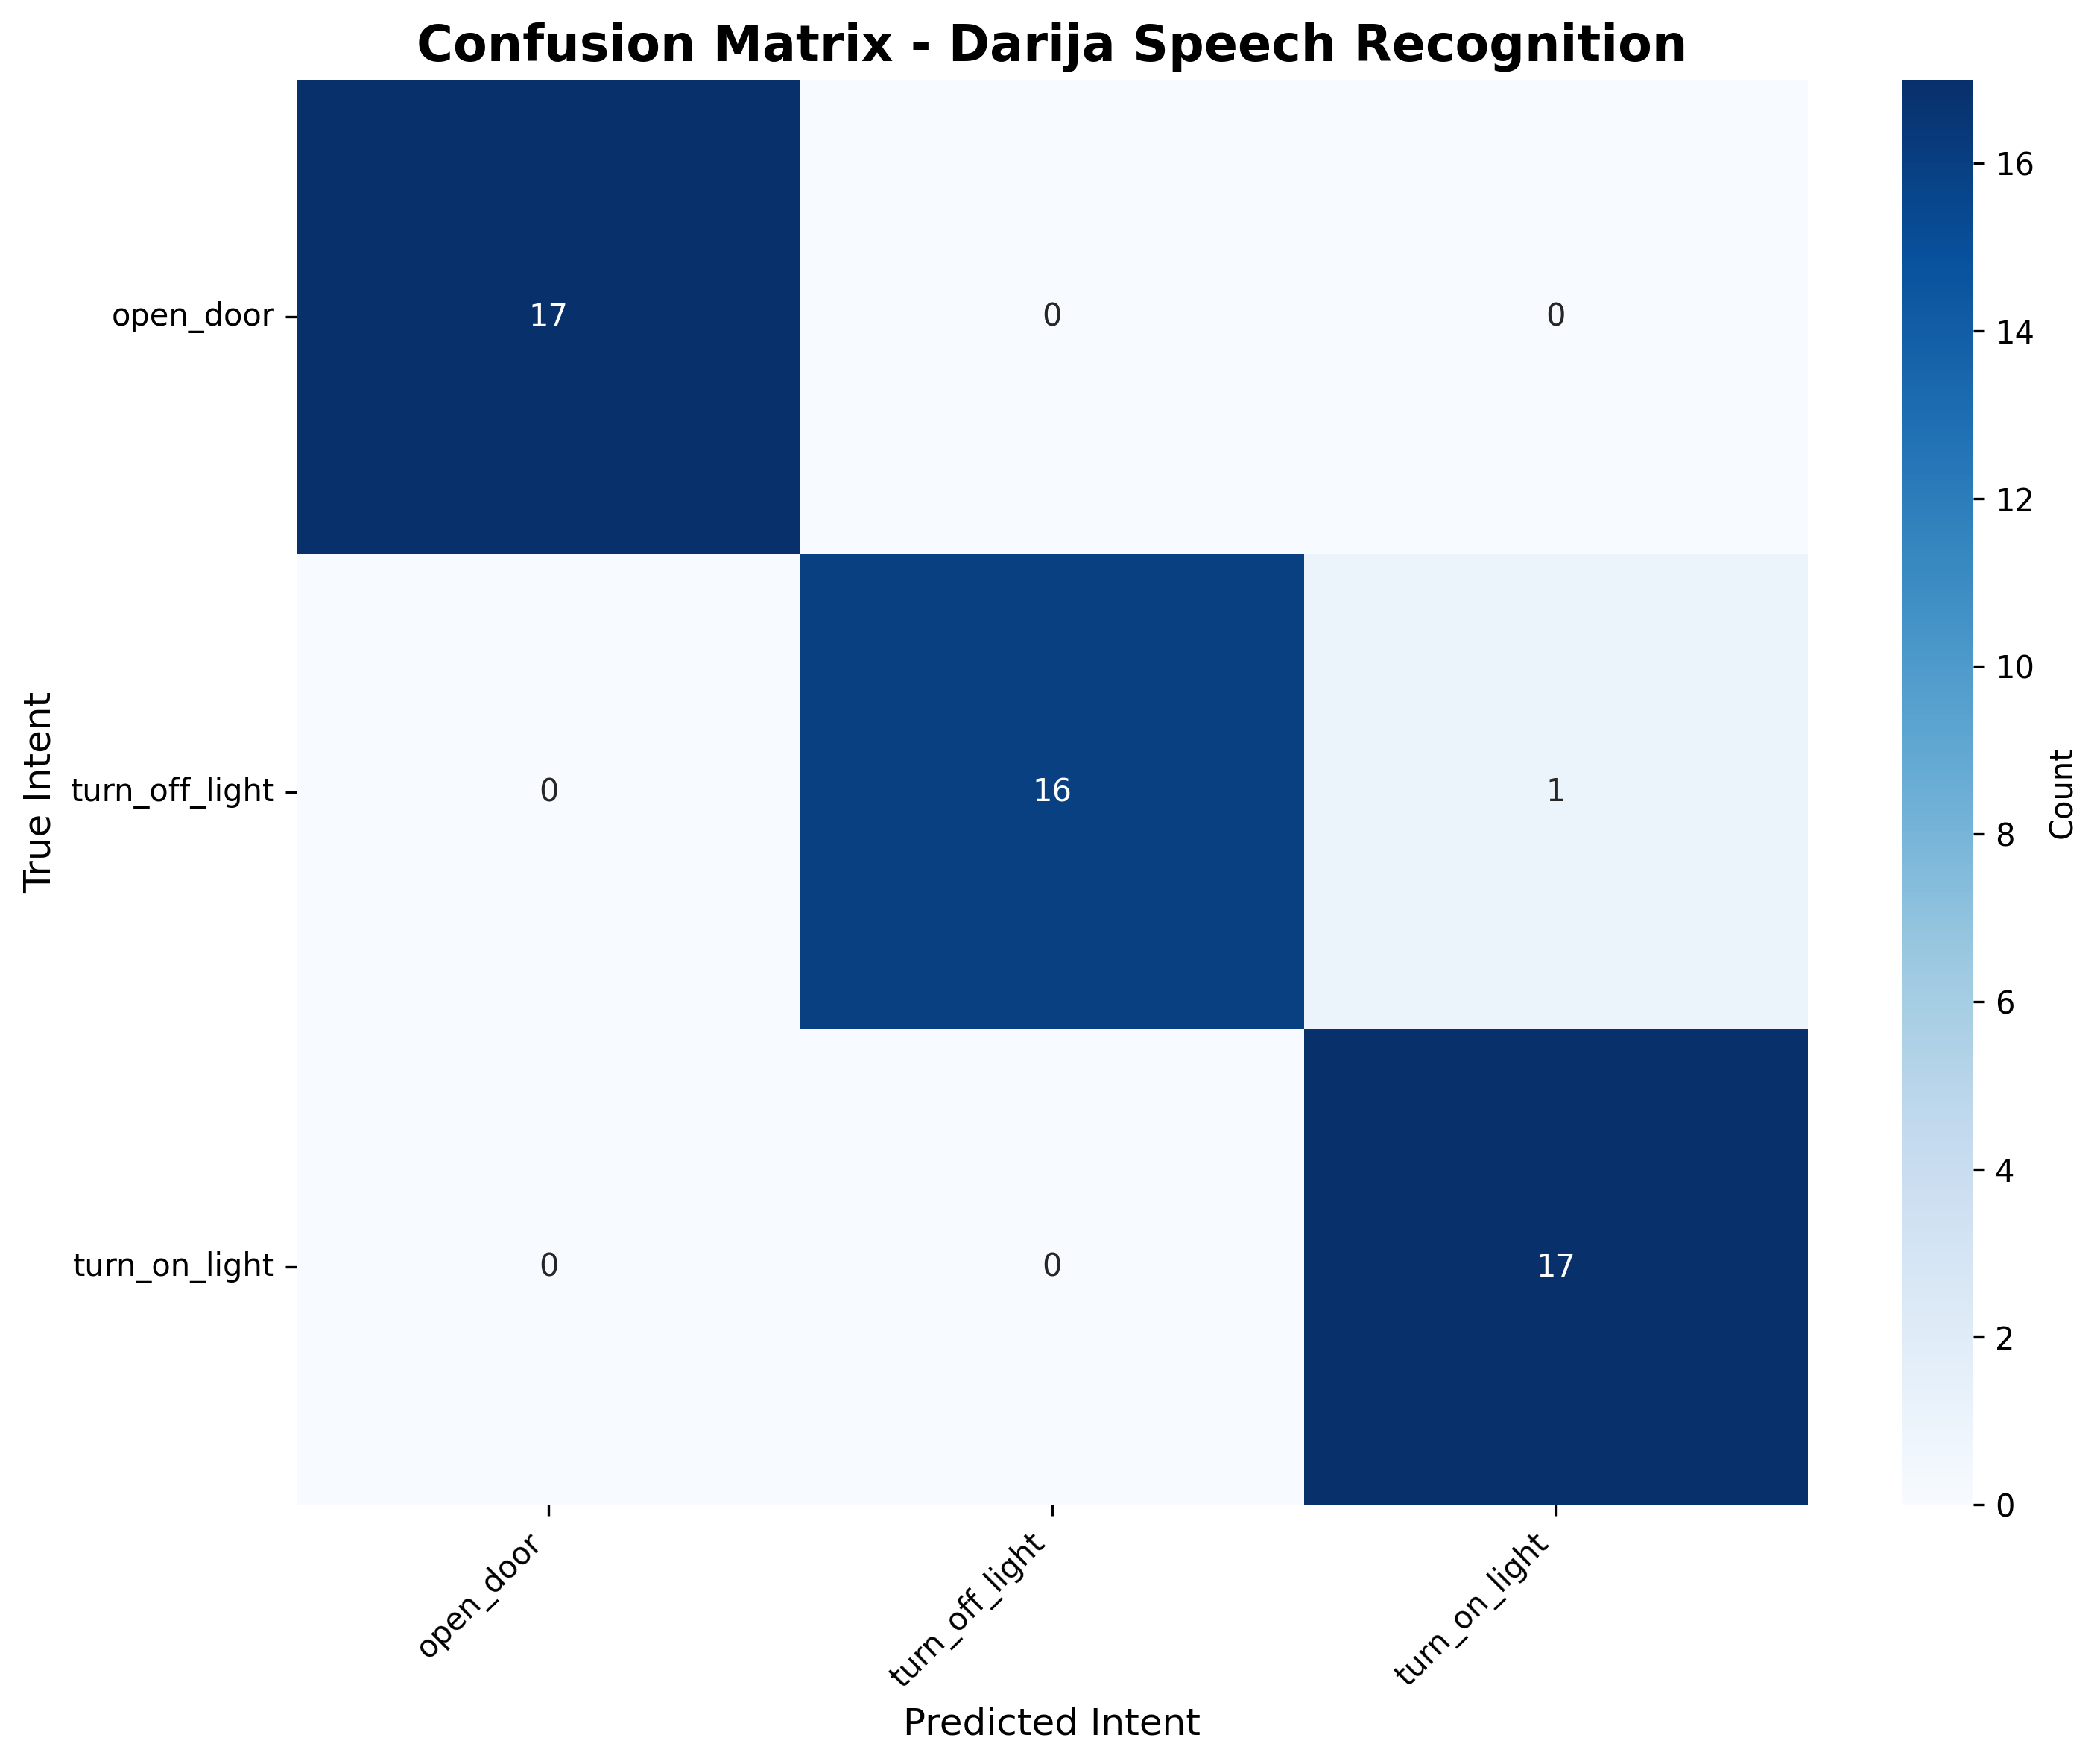 Confusion Matrix - Darija Speech Recognition
True Intent
open_door
17 0 0
turn_off_light
0 16 1
turn_on_light
0 0 17
open_door
turn_off_light
turn_on_light
Predicted Intent
16
14
12
10
8
6
4
2
0
Count